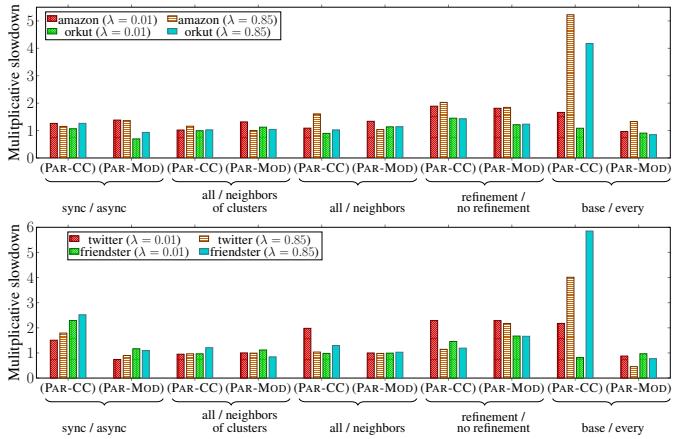 Mulitplicative slowdown
5
4
3
2
1
0
amazon (λ = 0.01) amazon (λ = 0.85)
orkut (λ = 0.01) orkut (λ = 0.85)
(PAR-CC) (PAR-MOD) (PAR-CC) (PAR-MOD) (PAR-CC) (PAR-MOD) (PAR-CC) (PAR-MOD) (PAR-CC) (PAR-MOD)
sync / async
all / neighbors
of clusters
all / neighbors
refinement /
no refinement
base / every
Mulitplicative slowdown
6
5
4
3
2
1
0
twitter (λ = 0.01) twitter (λ = 0.85)
friendster (λ = 0.01) friendster (λ = 0.85)
(PAR-CC) (PAR-MOD) (PAR-CC) (PAR-MOD) (PAR-CC) (PAR-MOD) (PAR-CC) (PAR-MOD) (PAR-CC) (PAR-MOD)
sync / async
all / neighbors
of clusters
all / neighbors
refinement /
no refinement
base / every